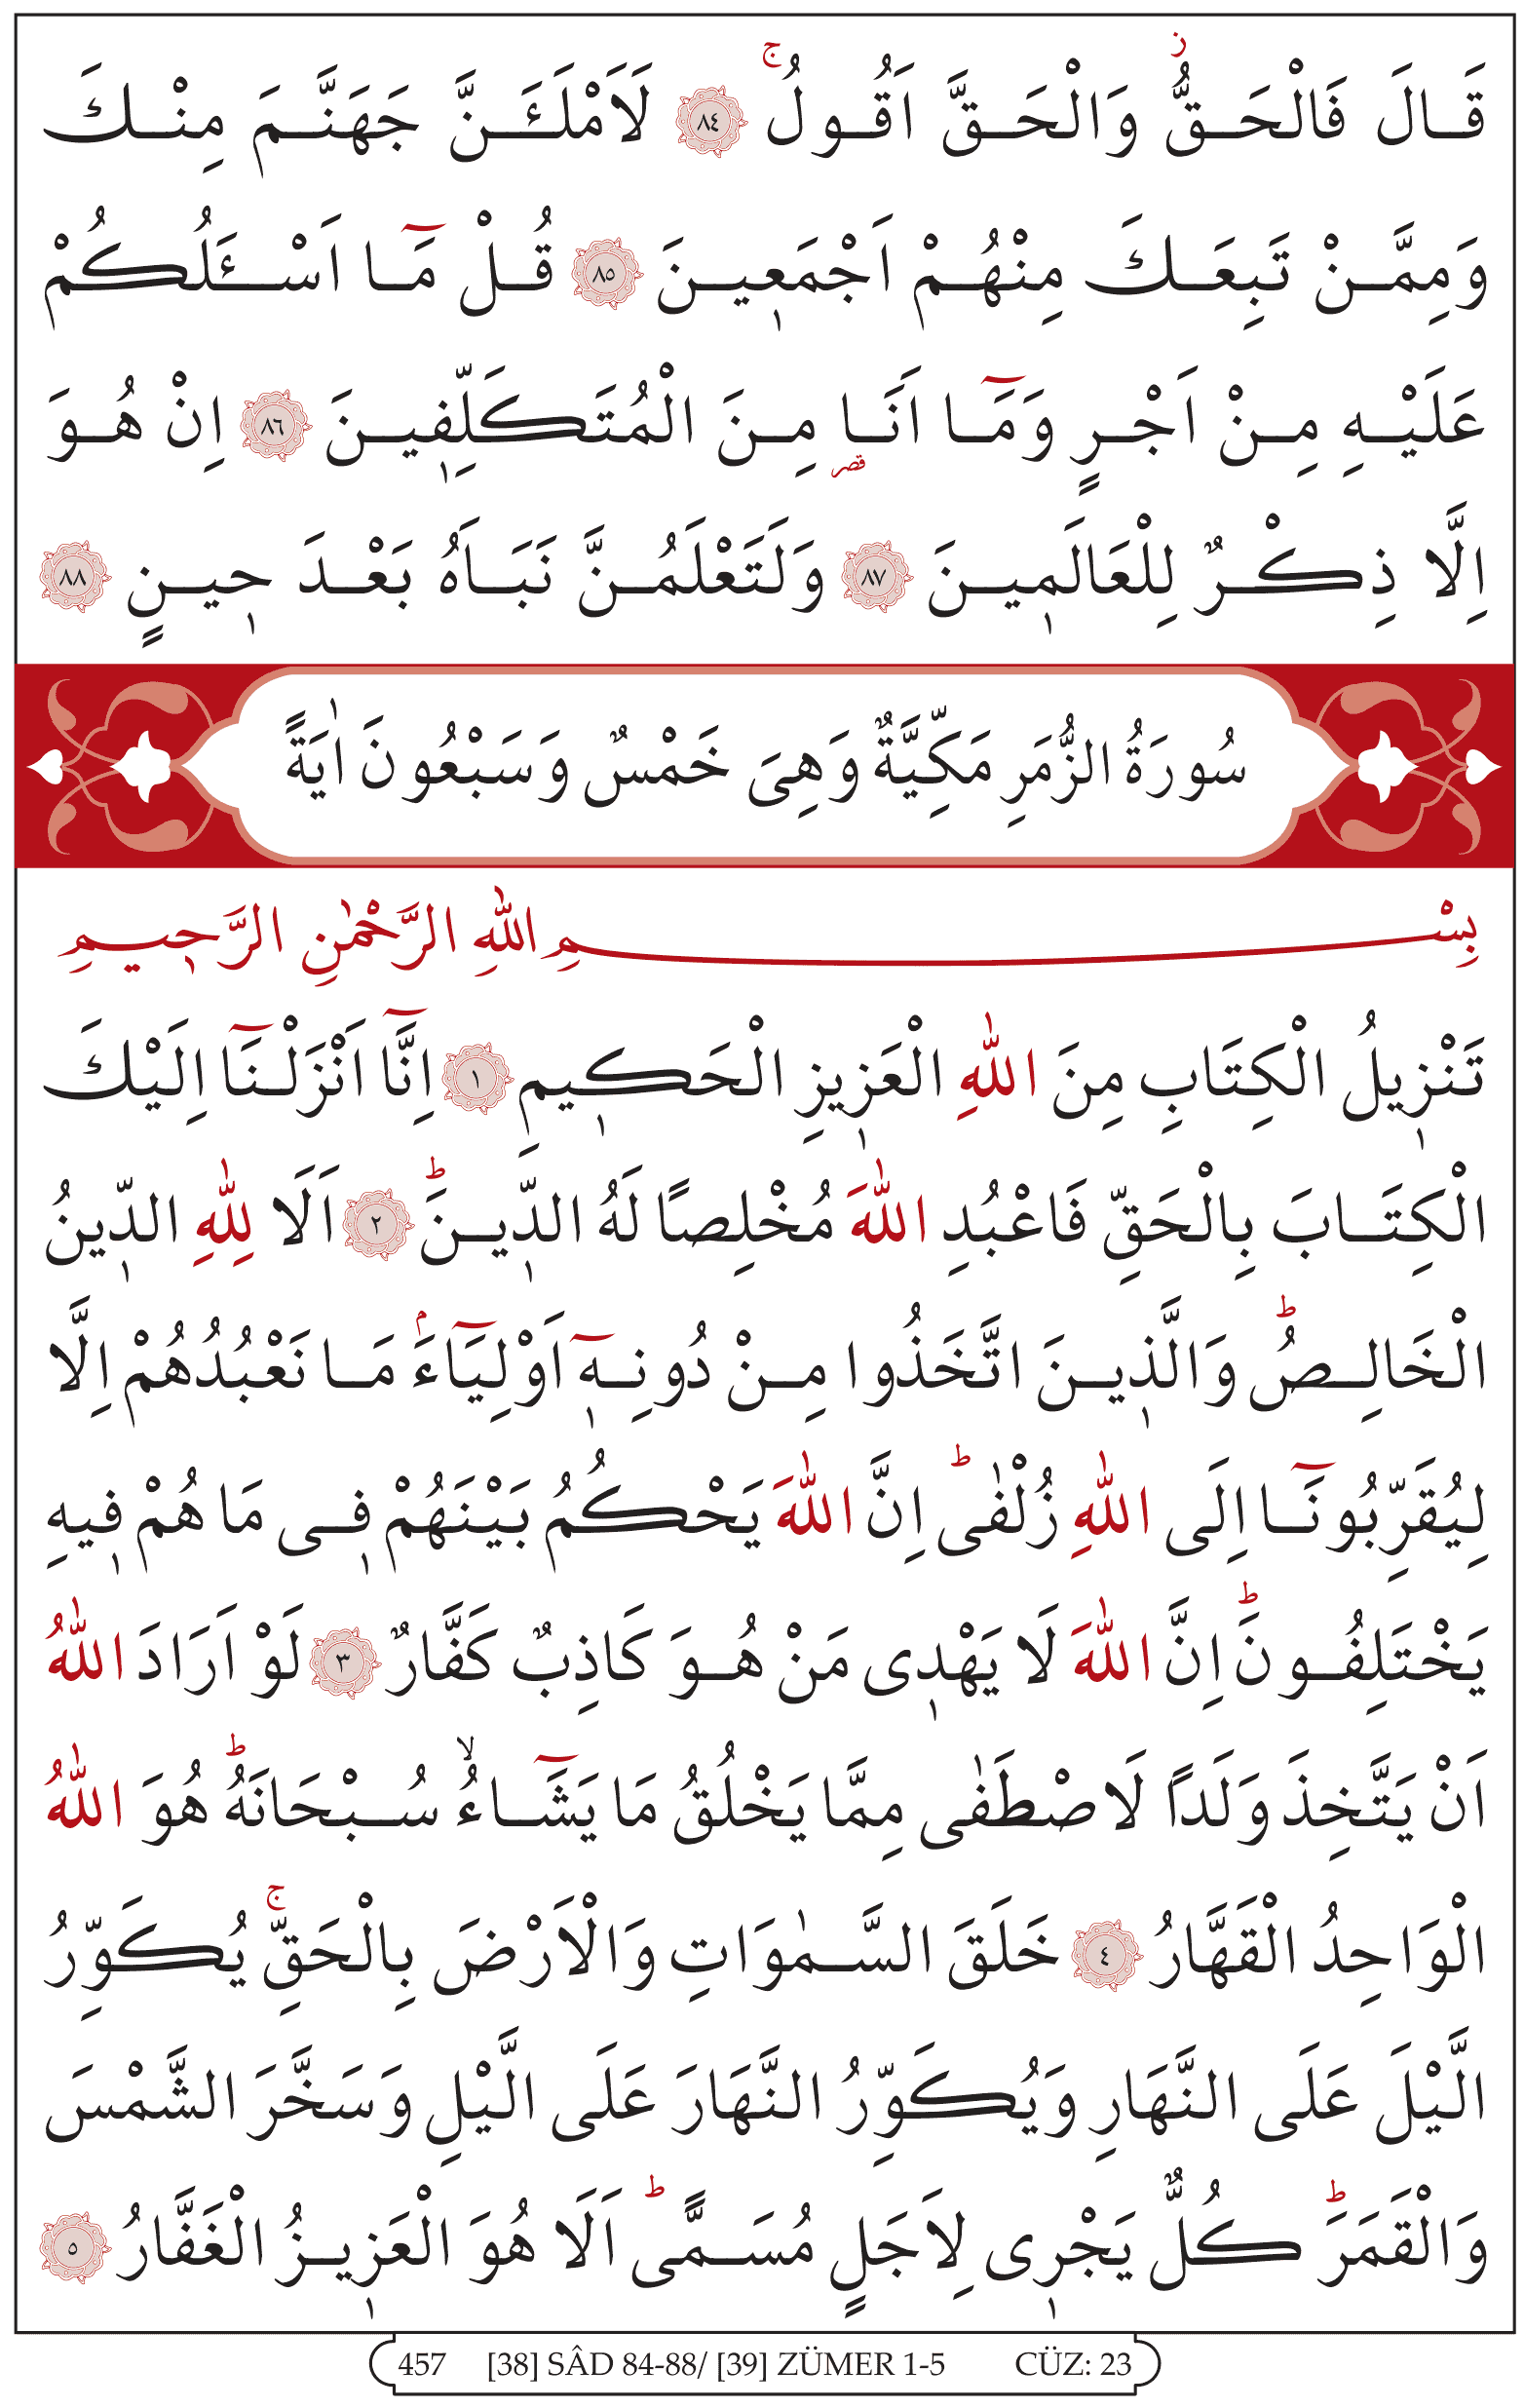 قَالَ فَالْحَقُّۘ وَالْحَقَّ اَقُولُۚ ﴿٨٤﴾ لَاَمْلَـَٔنَّ جَهَنَّمَ مِنْكَ
وَمِمَّنْ تَبِعَكَ مِنْهُمْ اَجْمَع۪ينَ ﴿٨٥﴾ قُلْ مَٓا اَسْـَٔلُكُمْ
عَلَيْهِ مِنْ اَجْرٍ وَمَٓا اَنَا۬ مِنَ الْمُتَكَلِّف۪ينَ ﴿٨٦﴾ اِنْ هُوَ
اِلَّا ذِكْرٌ لِلْعَالَم۪ينَ ﴿٨٧﴾ وَلَتَعْلَمُنَّ نَبَاَهُ بَعْدَ ح۪ينٍ ﴿٨٨﴾
سُورَةُ الزُّمَرِ مَكِّيَّةٌ وَهِىَ خَمْسٌ وَسَبْعُونَ اٰيَةً
بِسْمِ اللّٰهِ الرَّحْمٰنِ الرَّح۪يمِ
تَنْز۪يلُ الْكِتَابِ مِنَ اللّٰهِ الْعَز۪يزِ الْحَك۪يمِ ﴿١﴾ اِنَّٓا اَنْزَلْنَٓا اِلَيْكَ
الْكِتَابَ بِالْحَقِّ فَاعْبُدِ اللّٰهَ مُخْلِصًا لَهُ الدّ۪ينَۜ ﴿٢﴾ اَلَا لِلّٰهِ الدّ۪ينُ
الْخَالِصُۜ وَالَّذ۪ينَ اتَّخَذُوا مِنْ دُونِه۪ٓ اَوْلِيَٓاءَۢ مَا نَعْبُدُهُمْ اِلَّا
لِيُقَرِّبُونَٓا اِلَى اللّٰهِ زُلْفٰىۜ اِنَّ اللّٰهَ يَحْكُمُ بَيْنَهُمْ ف۪ى مَا هُمْ ف۪يهِ
يَخْتَلِفُونَۜ اِنَّ اللّٰهَ لَا يَهْد۪ى مَنْ هُوَ كَاذِبٌ كَفَّارٌ ﴿٣﴾ لَوْ اَرَادَ اللّٰهُ
اَنْ يَتَّخِذَ وَلَدًا لَاصْطَفٰى مِمَّا يَخْلُقُ مَا يَشَٓاءُۙ سُبْحَانَهُۜ هُوَ اللّٰهُ
الْوَاحِدُ الْقَهَّارُ ﴿٤﴾ خَلَقَ السَّمٰوَاتِ وَالْاَرْضَ بِالْحَقِّۚ يُكَوِّرُ
الَّيْلَ عَلَى النَّهَارِ وَيُكَوِّرُ النَّهَارَ عَلَى الَّيْلِ وَسَخَّرَ الشَّمْسَ
وَالْقَمَرَۜ كُلٌّ يَجْر۪ى لِاَجَلٍ مُسَمًّىۜ اَلَا هُوَ الْعَز۪يزُ الْغَفَّارُ ﴿٥﴾
457 [38] SÂD 84-88/ [39] ZÜMER 1-5 CÜZ: 23